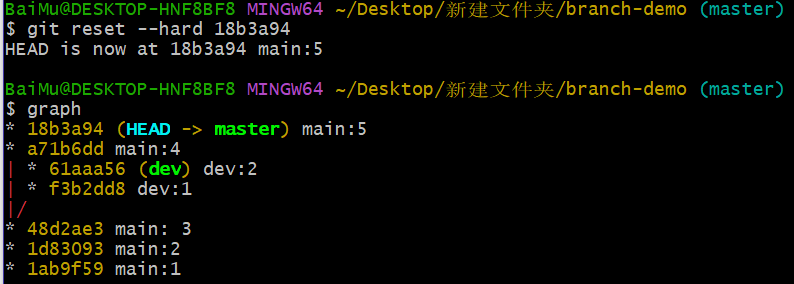 BaiMu@DESKTOP-HNF8BF8 MINGW64 ~/Desktop/新建文件夹/branch-demo (master)
$ git reset --hard 18b3a94
HEAD is now at 18b3a94 main:5
BaiMu@DESKTOP-HNF8BF8 MINGW64 ~/Desktop/新建文件夹/branch-demo (master)
$ graph
* 18b3a94 (HEAD -> master) main:5
* a71b6dd main:4
| * 61aaa56 (dev) dev:2
| * f3b2dd8 dev:1
|/
* 48d2ae3 main: 3
* 1d83093 main:2
* 1ab9f59 main:1